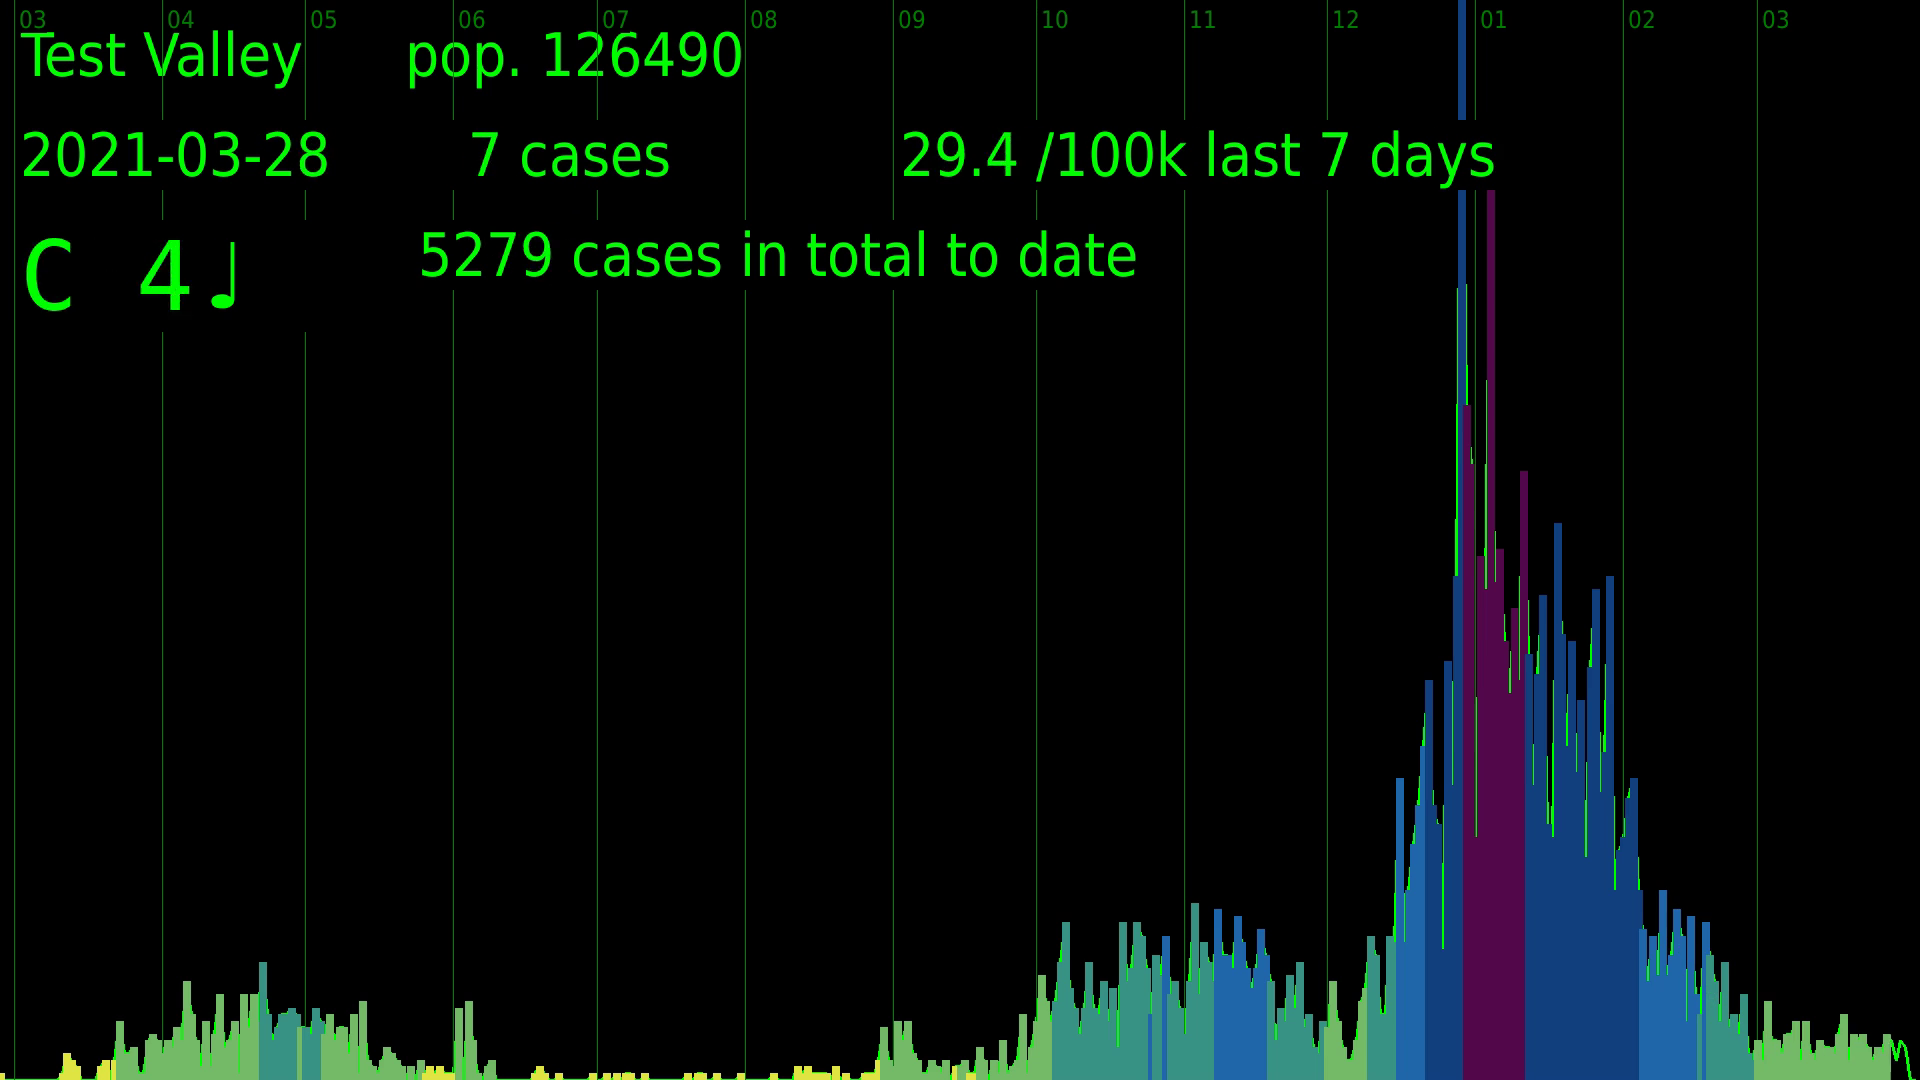 03 04 05 06 07 08 09 10 11 12 01 02 03
Test Valley pop. 126490
2021-03-28 7 cases 29.4 /100k last 7 days
C 4♩ 5279 cases in total to date